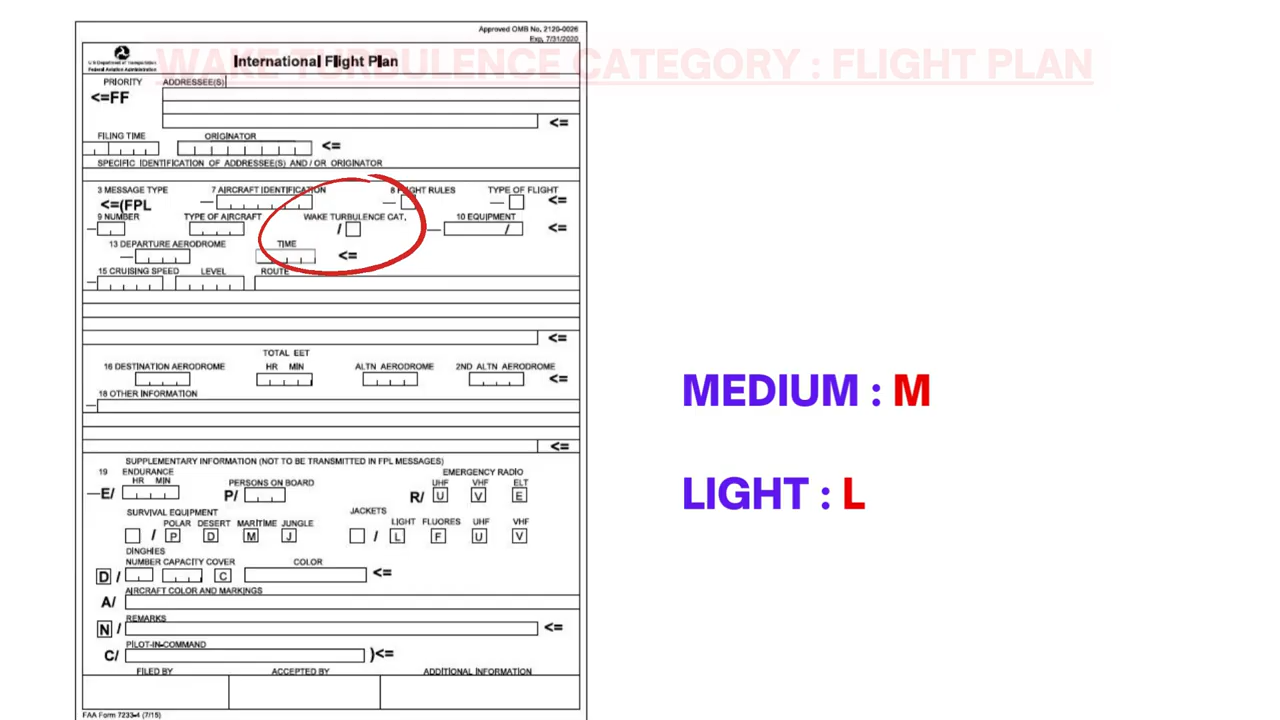 Approved OMB No. 2120-0026
Exp. 7/31/2020
WAKE TURBULENCE CATEGORY : FLIGHT PLAN
U.S Department of Transportation
Federal Aviation Administration
International Flight Plan
PRIORITY ADDRESSEE(S)
<=FF
<=
FILING TIME ORIGINATOR
<=
SPECIFIC IDENTIFICATION OF ADDRESSEE(S) AND / OR ORIGINATOR
3 MESSAGE TYPE 7 AIRCRAFT IDENTIFICATION 8 FLIGHT RULES TYPE OF FLIGHT
<=(FPL — — <=
9 NUMBER TYPE OF AIRCRAFT WAKE TURBULENCE CAT. 10 EQUIPMENT
— / — / <=
13 DEPARTURE AERODROME TIME
— <=
15 CRUISING SPEED LEVEL ROUTE
—
<=
TOTAL EET
16 DESTINATION AERODROME HR MIN ALTN AERODROME 2ND ALTN AERODROME
<=
18 OTHER INFORMATION
—
<=
MEDIUM : M
LIGHT : L
SUPPLEMENTARY INFORMATION (NOT TO BE TRANSMITTED IN FPL MESSAGES)
19 ENDURANCE EMERGENCY RADIO
HR MIN PERSONS ON BOARD UHF VHF ELT
—E/ P/ R/ U V E
SURVIVAL EQUIPMENT JACKETS
POLAR DESERT MARITIME JUNGLE LIGHT FLUORES UHF VHF
/ P D M J / L F U V
DINGHIES
NUMBER CAPACITY COVER COLOR
D / C <=
AIRCRAFT COLOR AND MARKINGS
A/
REMARKS
N / <=
PILOT-IN-COMMAND
C/ )<=
FILED BY ACCEPTED BY ADDITIONAL INFORMATION
FAA Form 7233-4 (7/15)